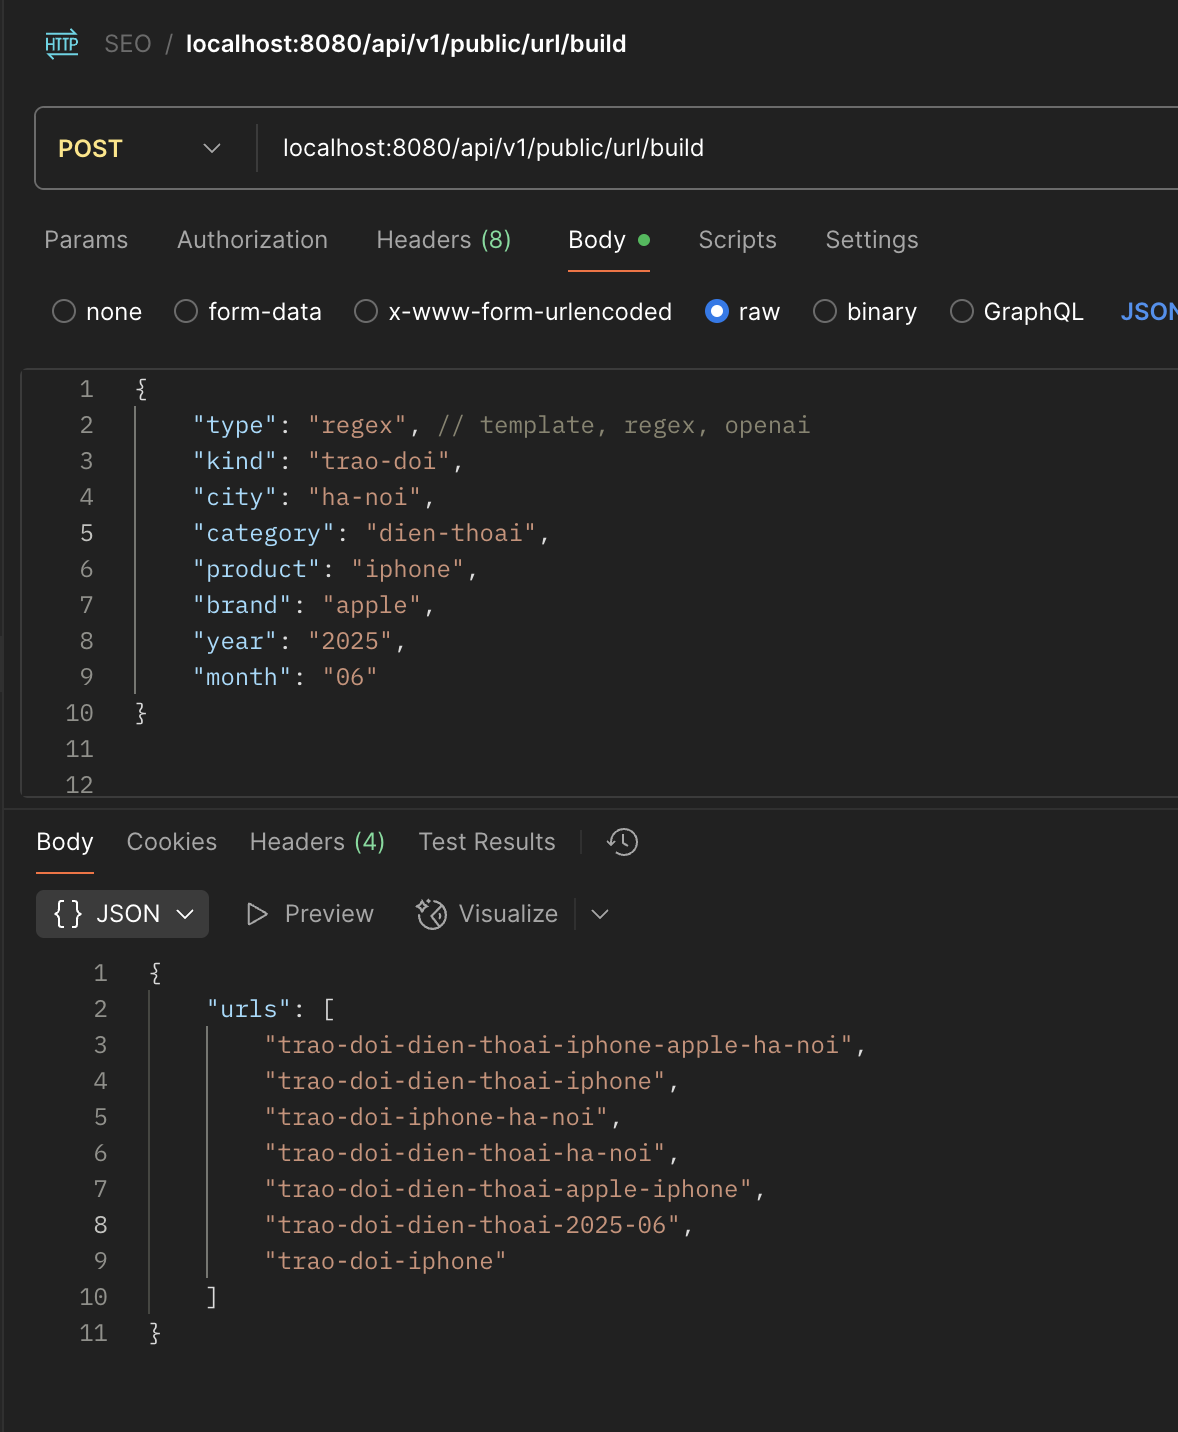 HTTP SEO / localhost:8080/api/v1/public/url/build
POST localhost:8080/api/v1/public/url/build
Params Authorization Headers (8) Body Scripts Settings
none form-data x-www-form-urlencoded raw binary GraphQL JSON
1 {
2 "type": "regex", // template, regex, openai
3 "kind": "trao-doi",
4 "city": "ha-noi",
5 "category": "dien-thoai",
6 "product": "iphone",
7 "brand": "apple",
8 "year": "2025",
9 "month": "06"
10 }
11
12
Body Cookies Headers (4) Test Results
{} JSON Preview Visualize
1 {
2 "urls": [
3 "trao-doi-dien-thoai-iphone-apple-ha-noi",
4 "trao-doi-dien-thoai-iphone",
5 "trao-doi-iphone-ha-noi",
6 "trao-doi-dien-thoai-ha-noi",
7 "trao-doi-dien-thoai-apple-iphone",
8 "trao-doi-dien-thoai-2025-06",
9 "trao-doi-iphone"
10 ]
11 }